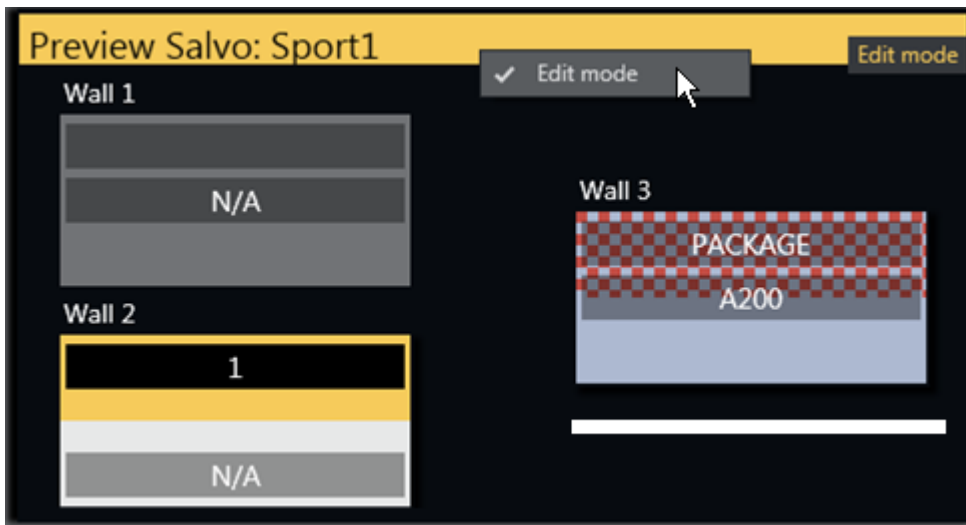 Preview Salvo: Sport1
Edit mode
Edit mode
Wall 1
N/A
Wall 2
1
N/A
Wall 3
PACKAGE
A200